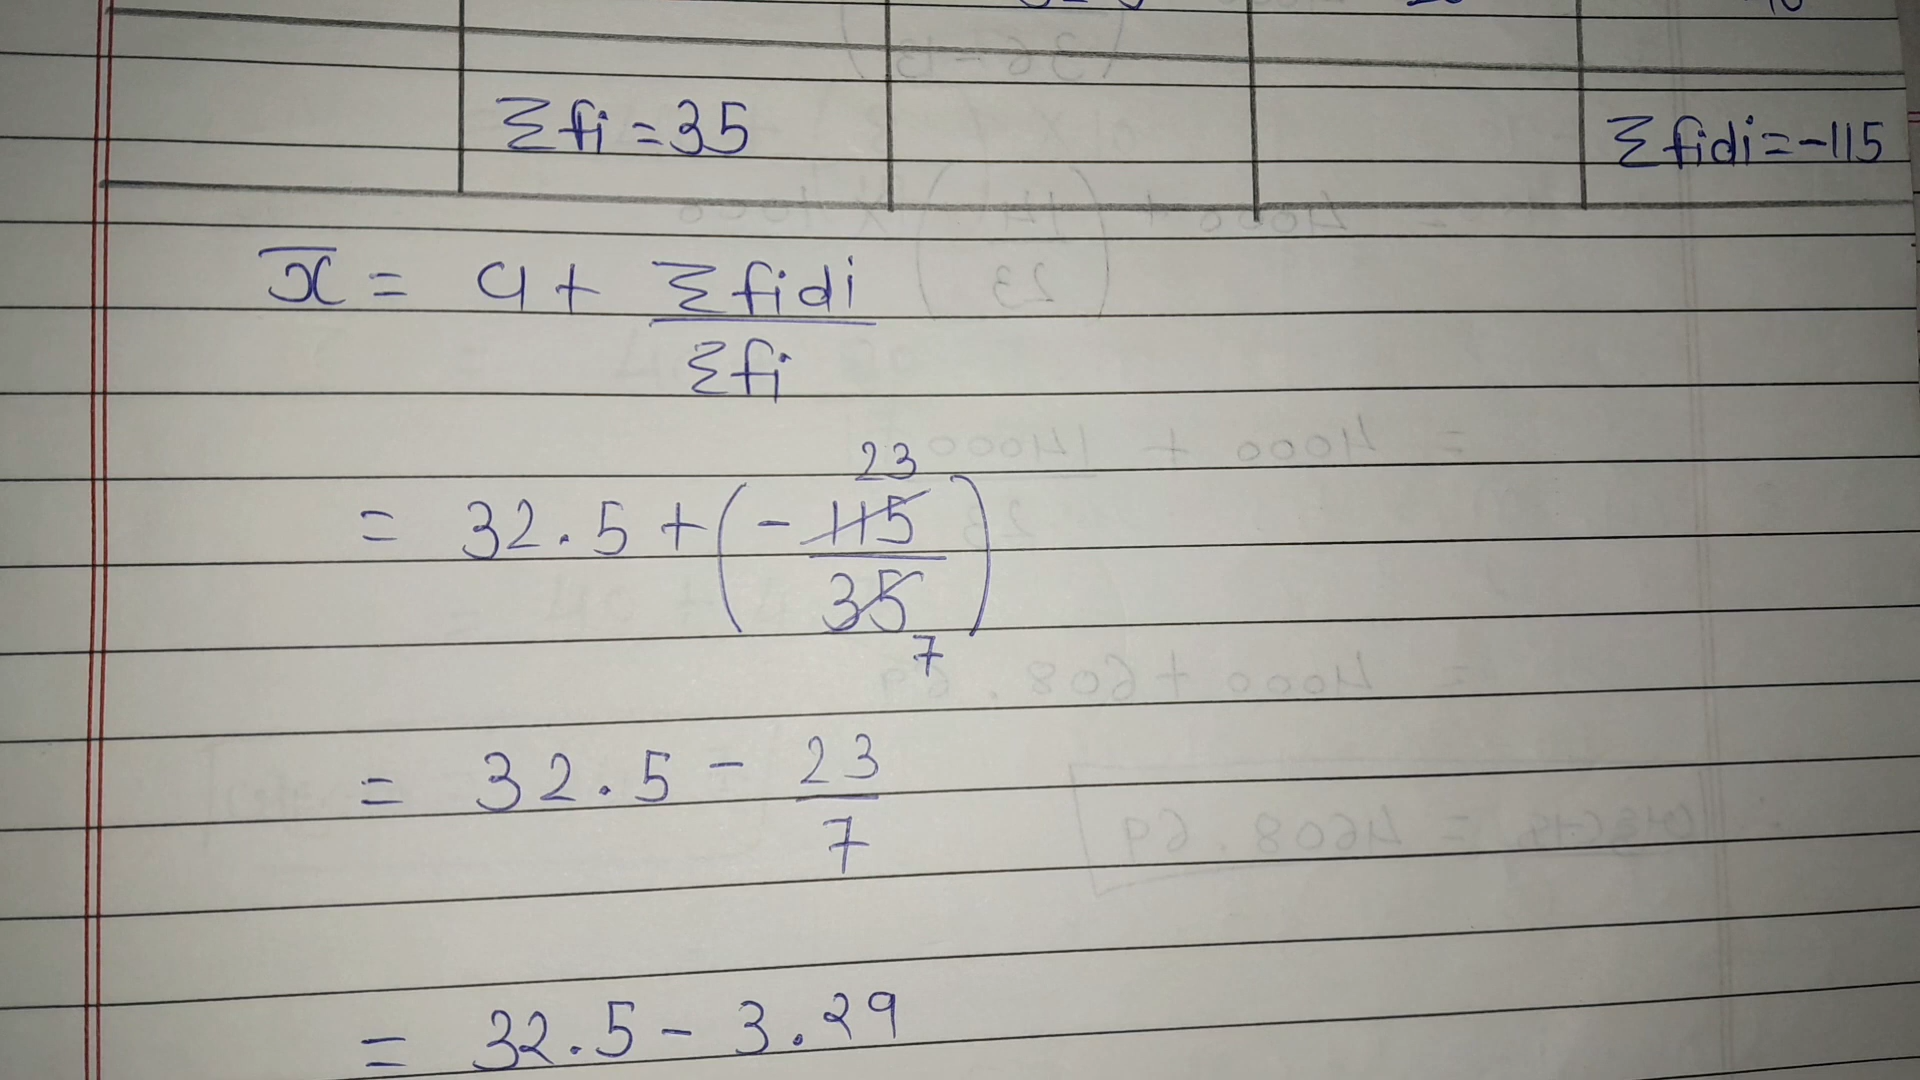 Σfi = 35 Σfidi = -115
x̄ = a + Σfidi
Σfi
23
= 32.5 + ( - 115
35 )
7
= 32.5 - 23
7
= 32.5 - 3.29